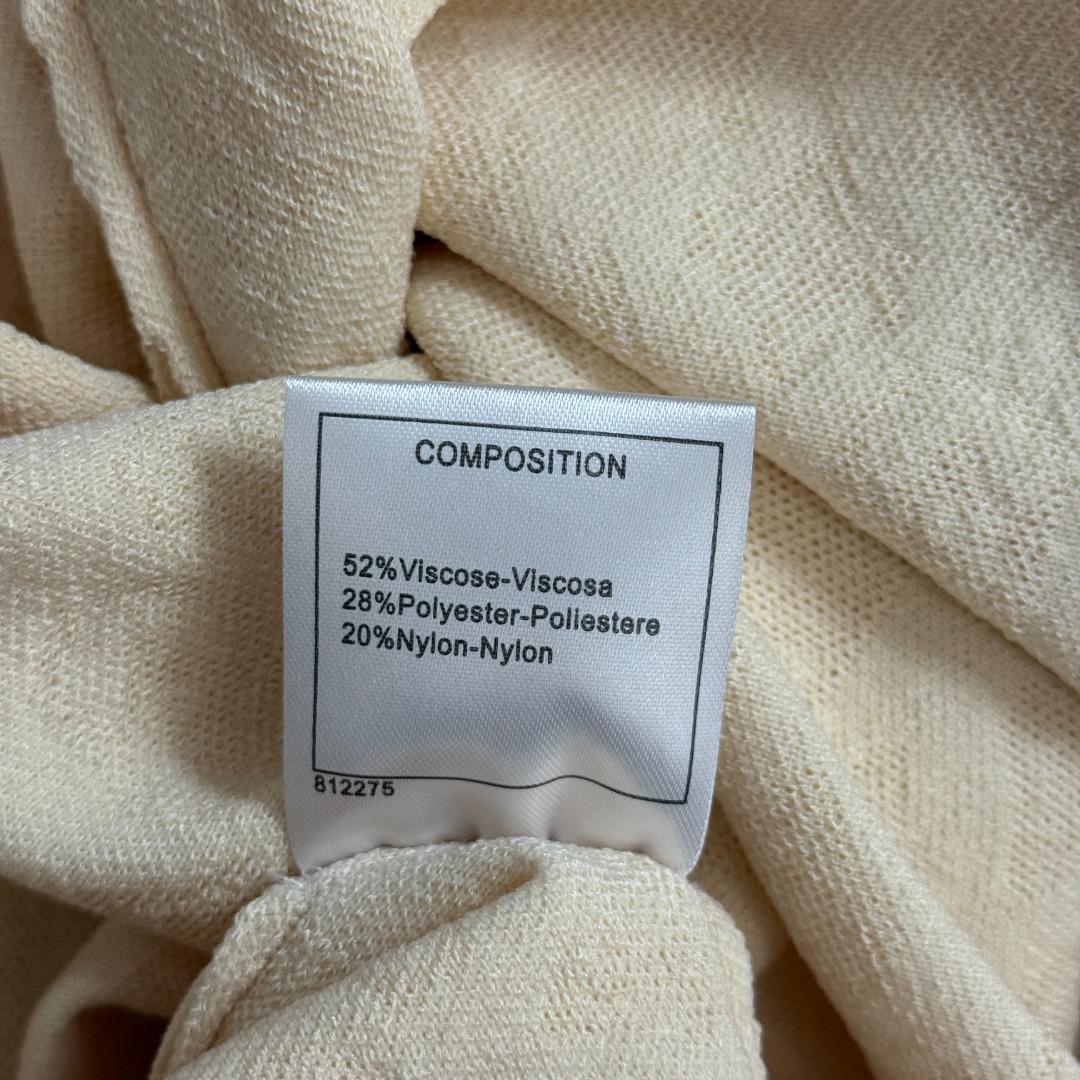 COMPOSITION
52%Viscose-Viscosa
28%Polyester-Poliestere
20%Nylon-Nylon
812275